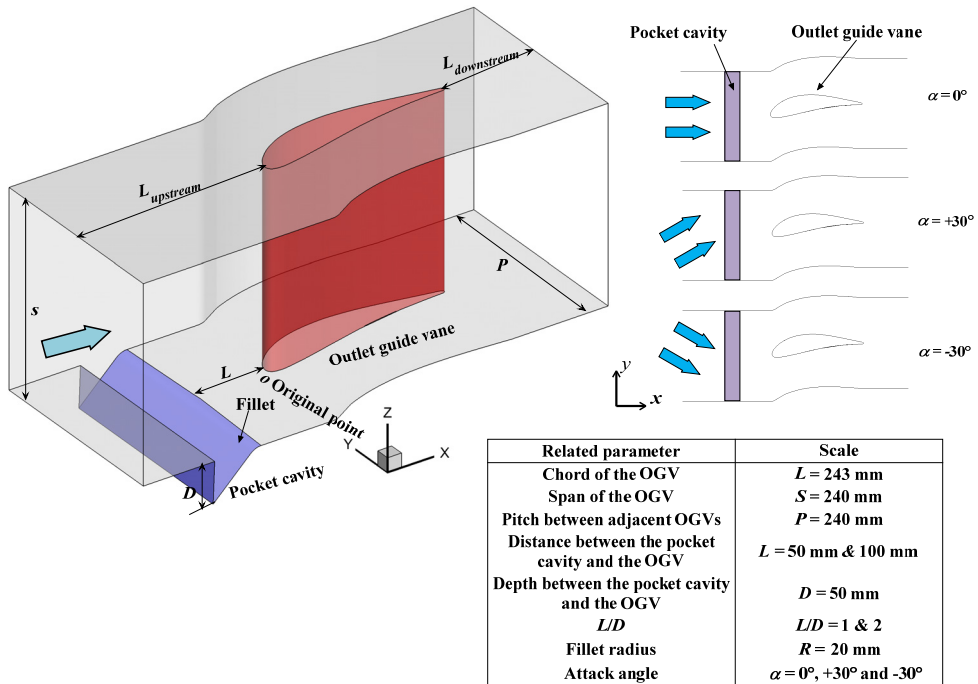 L downstream
L upstream
s
P
L
Outlet guide vane
o Original point
Fillet
D
Pocket cavity
Z
Y
X
Pocket cavity
Outlet guide vane
α = 0°
α = +30°
α = -30°
y
x
Related parameter Scale
Chord of the OGV L = 243 mm
Span of the OGV S = 240 mm
Pitch between adjacent OGVs P = 240 mm
Distance between the pocket
cavity and the OGV L = 50 mm & 100 mm
Depth between the pocket cavity
and the OGV D = 50 mm
L/D L/D = 1 & 2
Fillet radius R = 20 mm
Attack angle α = 0°, +30° and -30°